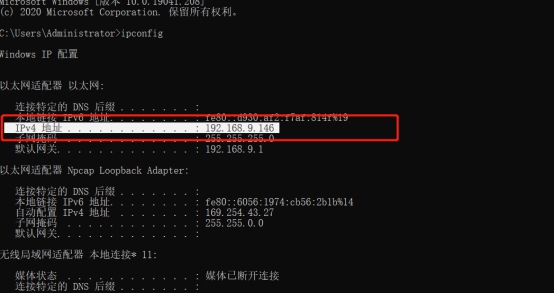 Microsoft Windows [版本 10.0.19041.208]
(c) 2020 Microsoft Corporation. 保留所有权利。
C:\Users\Administrator>ipconfig
Windows IP 配置
以太网适配器 以太网:
连接特定的 DNS 后缀 . . . . . . . :
本地链接 IPv6 地址. . . . . . . . : fe80::d930:af2:f7af:814f%19
IPv4 地址 . . . . . . . . . . . . : 192.168.9.146
子网掩码 . . . . . . . . . . . . : 255.255.255.0
默认网关. . . . . . . . . . . . . : 192.168.9.1
以太网适配器 Npcap Loopback Adapter:
连接特定的 DNS 后缀 . . . . . . . :
本地链接 IPv6 地址. . . . . . . . : fe80::6056:1974:cb56:2b1b%14
自动配置 IPv4 地址 . . . . . . . : 169.254.43.27
子网掩码 . . . . . . . . . . . . : 255.255.0.0
默认网关. . . . . . . . . . . . . :
无线局域网适配器 本地连接* 11:
媒体状态 . . . . . . . . . . . . : 媒体已断开连接
连接特定的 DNS 后缀 . . . . . . . :